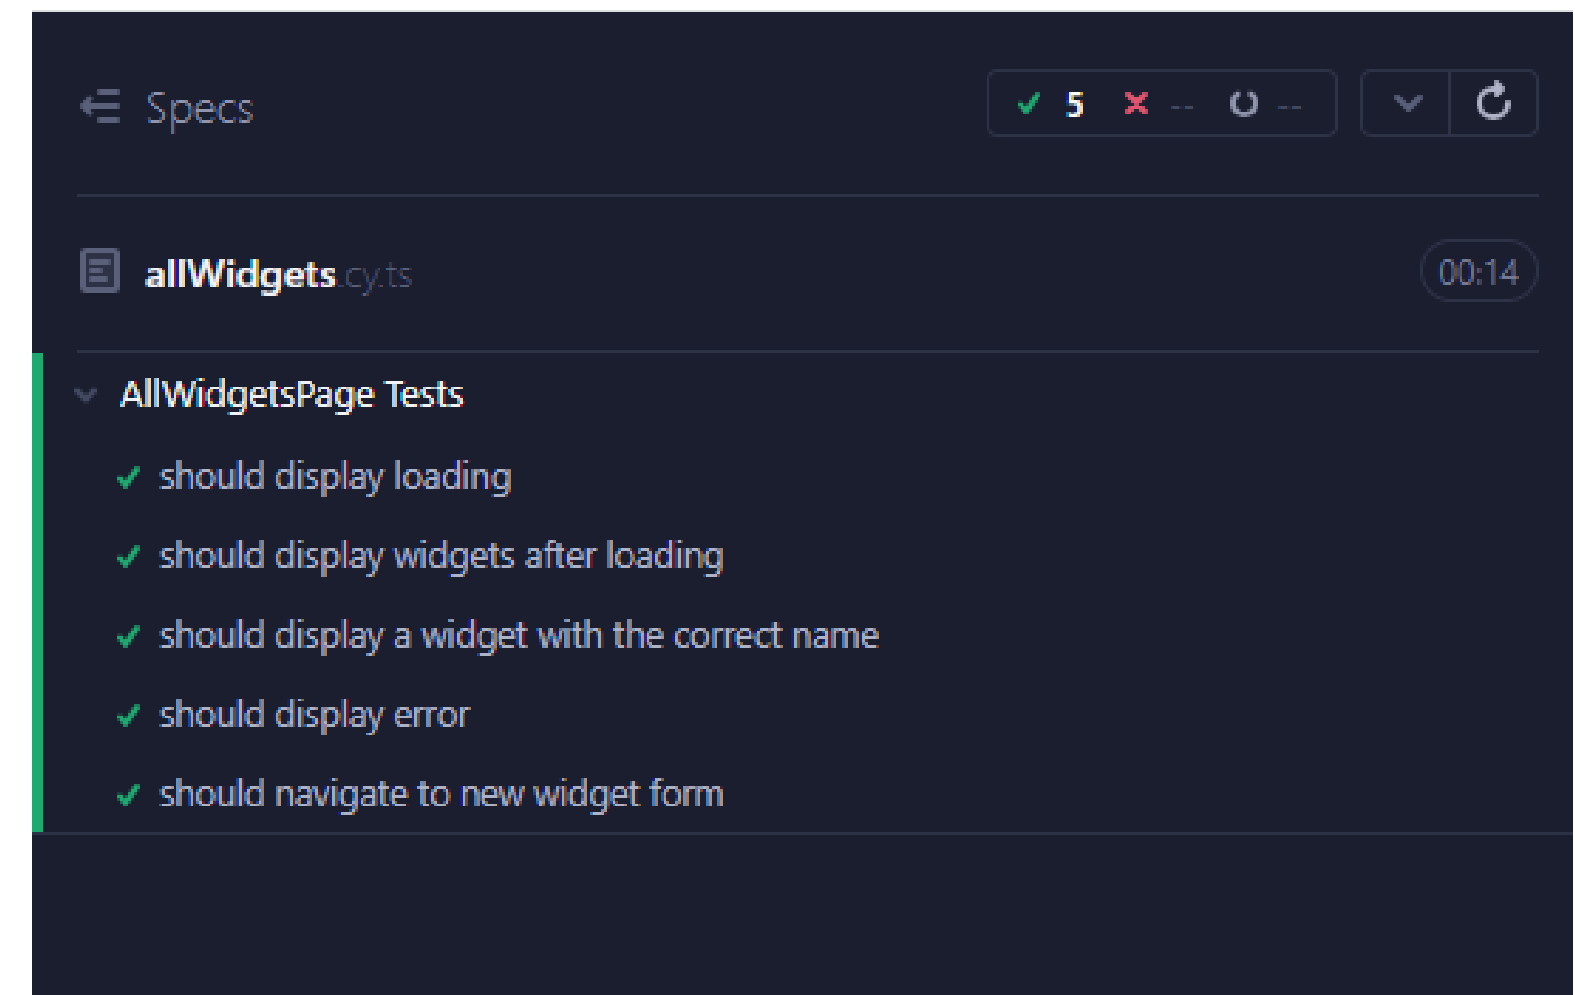 Specs 5 -- --
allWidgets.cy.ts 00:14
AllWidgetsPage Tests
should display loading
should display widgets after loading
should display a widget with the correct name
should display error
should navigate to new widget form